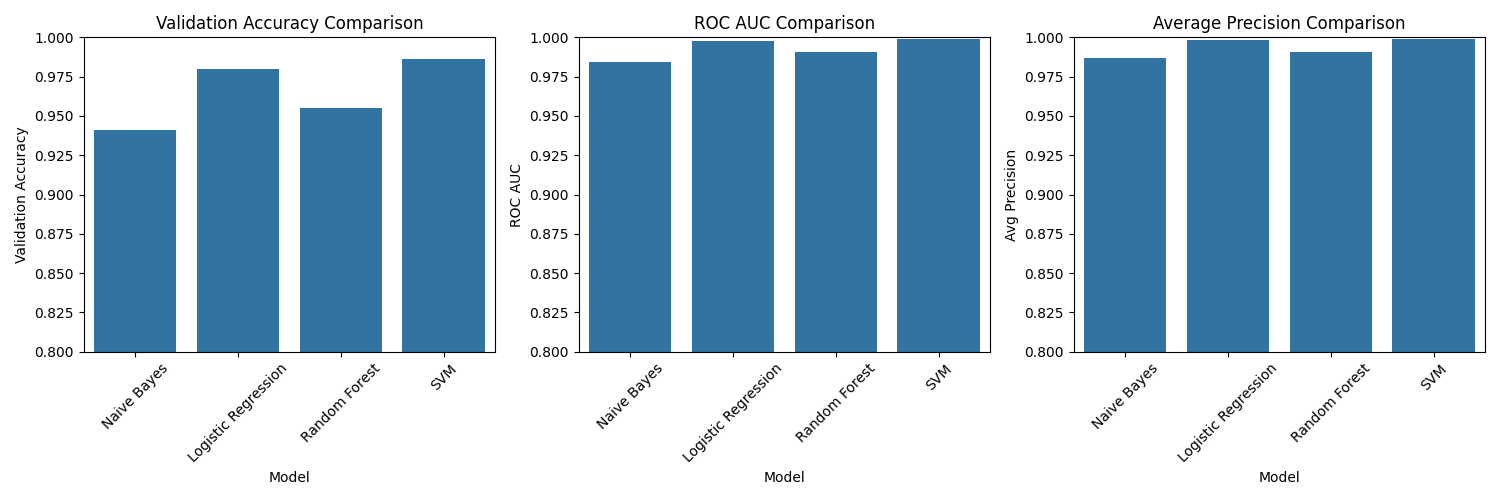 Validation Accuracy Comparison
1.000
0.975
0.950
0.925
0.900
0.875
0.850
0.825
0.800
Validation Accuracy
Naive Bayes
Logistic Regression
Random Forest
SVM
Model
ROC AUC Comparison
1.000
0.975
0.950
0.925
0.900
0.875
0.850
0.825
0.800
ROC AUC
Naive Bayes
Logistic Regression
Random Forest
SVM
Model
Average Precision Comparison
1.000
0.975
0.950
0.925
0.900
0.875
0.850
0.825
0.800
Avg Precision
Naive Bayes
Logistic Regression
Random Forest
SVM
Model